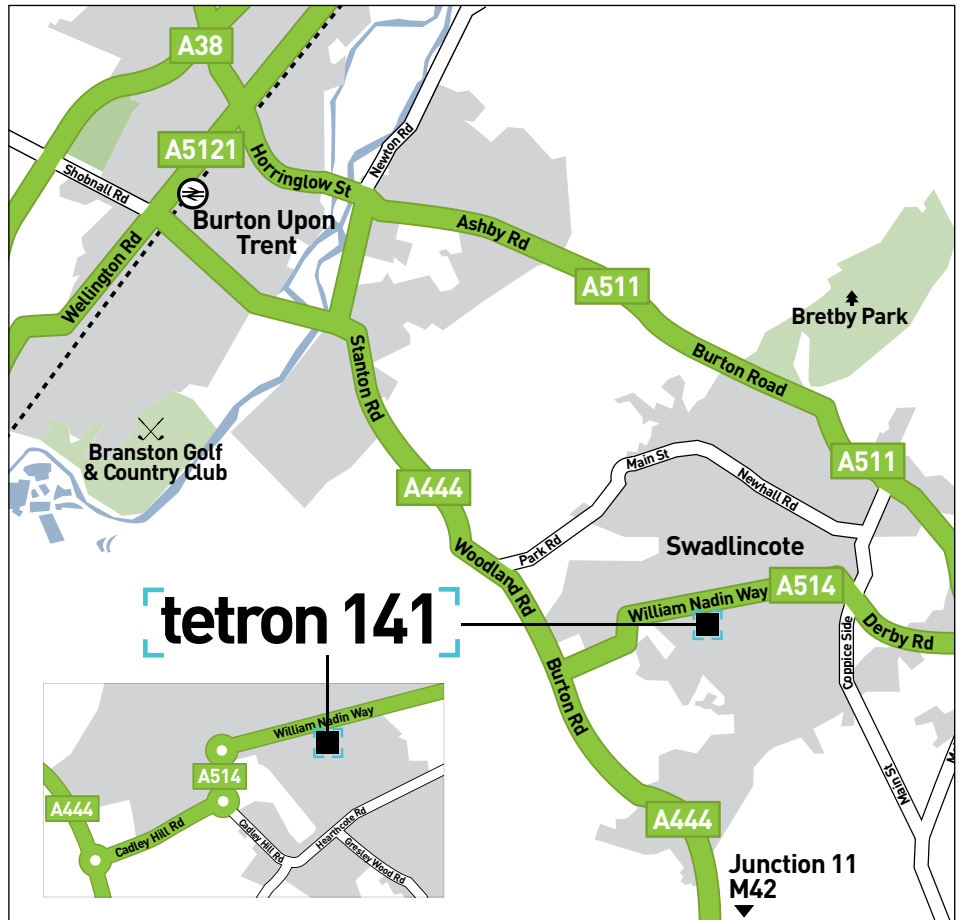 A38
A5121
Horringlow St
Newton Rd
Shobnall Rd
Burton Upon
Trent
Ashby Rd
Wellington Rd
A511
Bretby Park
Stanton Rd
Burton Road
Branston Golf
& Country Club
A511
A444
Main St
Newhall Rd
Park Rd
Woodland Rd
Swadlincote
A514
William Nadin Way
tetron 141
Derby Rd
Coppice Side
Burton Rd
William Nadin Way
A514
A444
Cadley Hill Rd
Cadley Hill Rd
Hearthcote Rd
Gresley Wood Rd
Main St
A444
Junction 11
M42